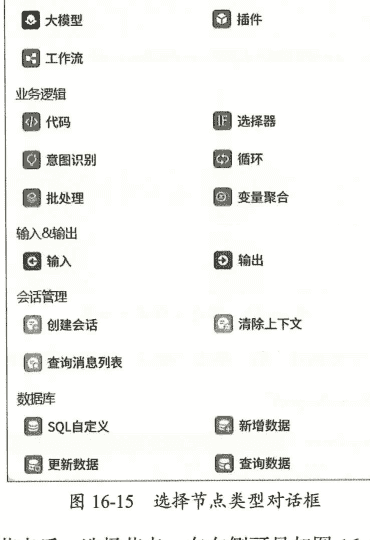 大模型 插件
工作流
业务逻辑
代码 IF 选择器
意图识别 循环
批处理 变量聚合
输入&输出
输入 输出
会话管理
创建会话 清除上下文
查询消息列表
数据库
SQL自定义 新增数据
更新数据 查询数据
图 16-15 选择节点类型对话框